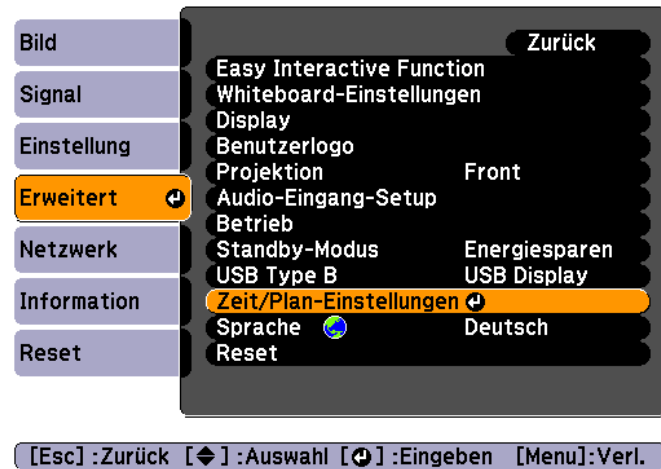 Bild
Signal
Einstellung
Erweitert
Netzwerk
Information
Reset
Zurück
Easy Interactive Function
Whiteboard-Einstellungen
Display
Benutzerlogo
Projektion Front
Audio-Eingang-Setup
Betrieb
Standby-Modus Energiesparen
USB Type B USB Display
Zeit/Plan-Einstellungen
Sprache Deutsch
Reset
[Esc] :Zurück [◆] :Auswahl [↵] :Eingeben [Menu]:Verl.